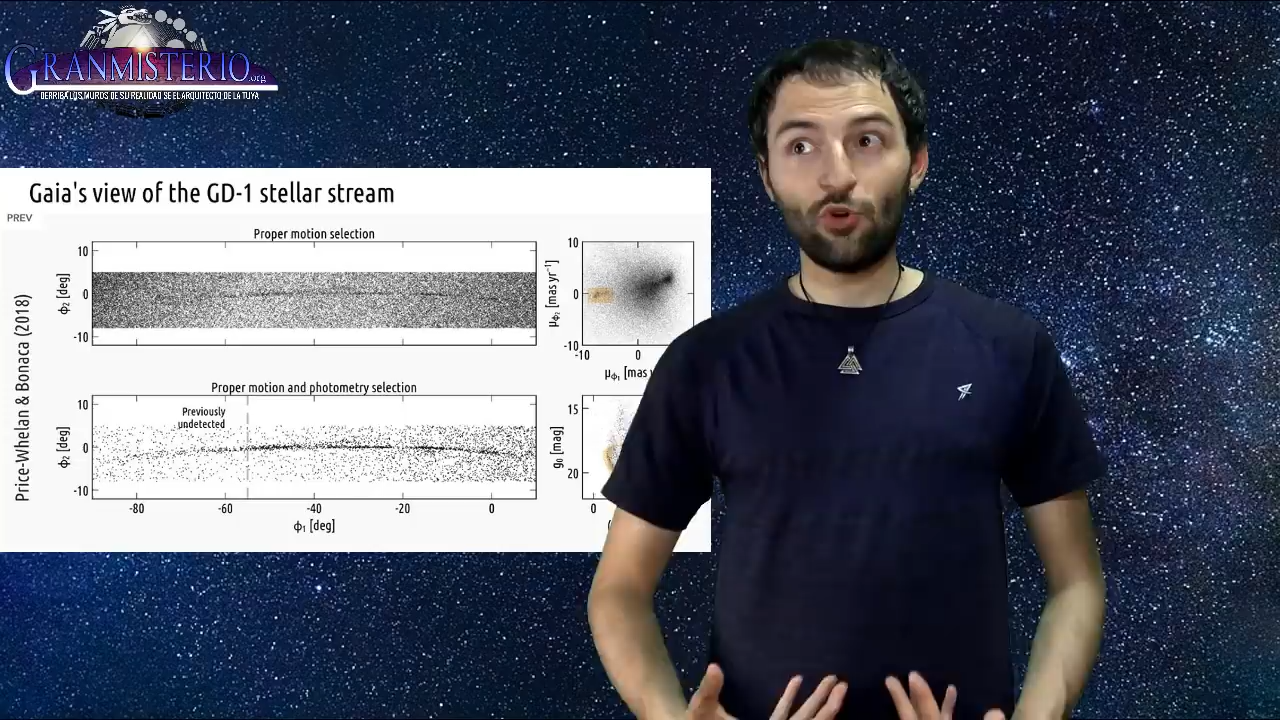 GRANMISTERIO.org
DERRIBA LOS MUROS DE SU REALIDAD SE EL ARQUITECTO DE LA TUYA
Gaia's view of the GD-1 stellar stream
PREV
Price-Whelan & Bonaca (2018)
Proper motion selection
10
0
-10
ϕ₂ [deg]
10
0
-10
μϕ₂ [mas yr⁻¹]
-10
0
μϕ₁ [mas
Proper motion and photometry selection
Previously
undetected
10
0
-10
ϕ₂ [deg]
-80
-60
-40
-20
0
ϕ₁ [deg]
15
20
g₀ [mag]
0